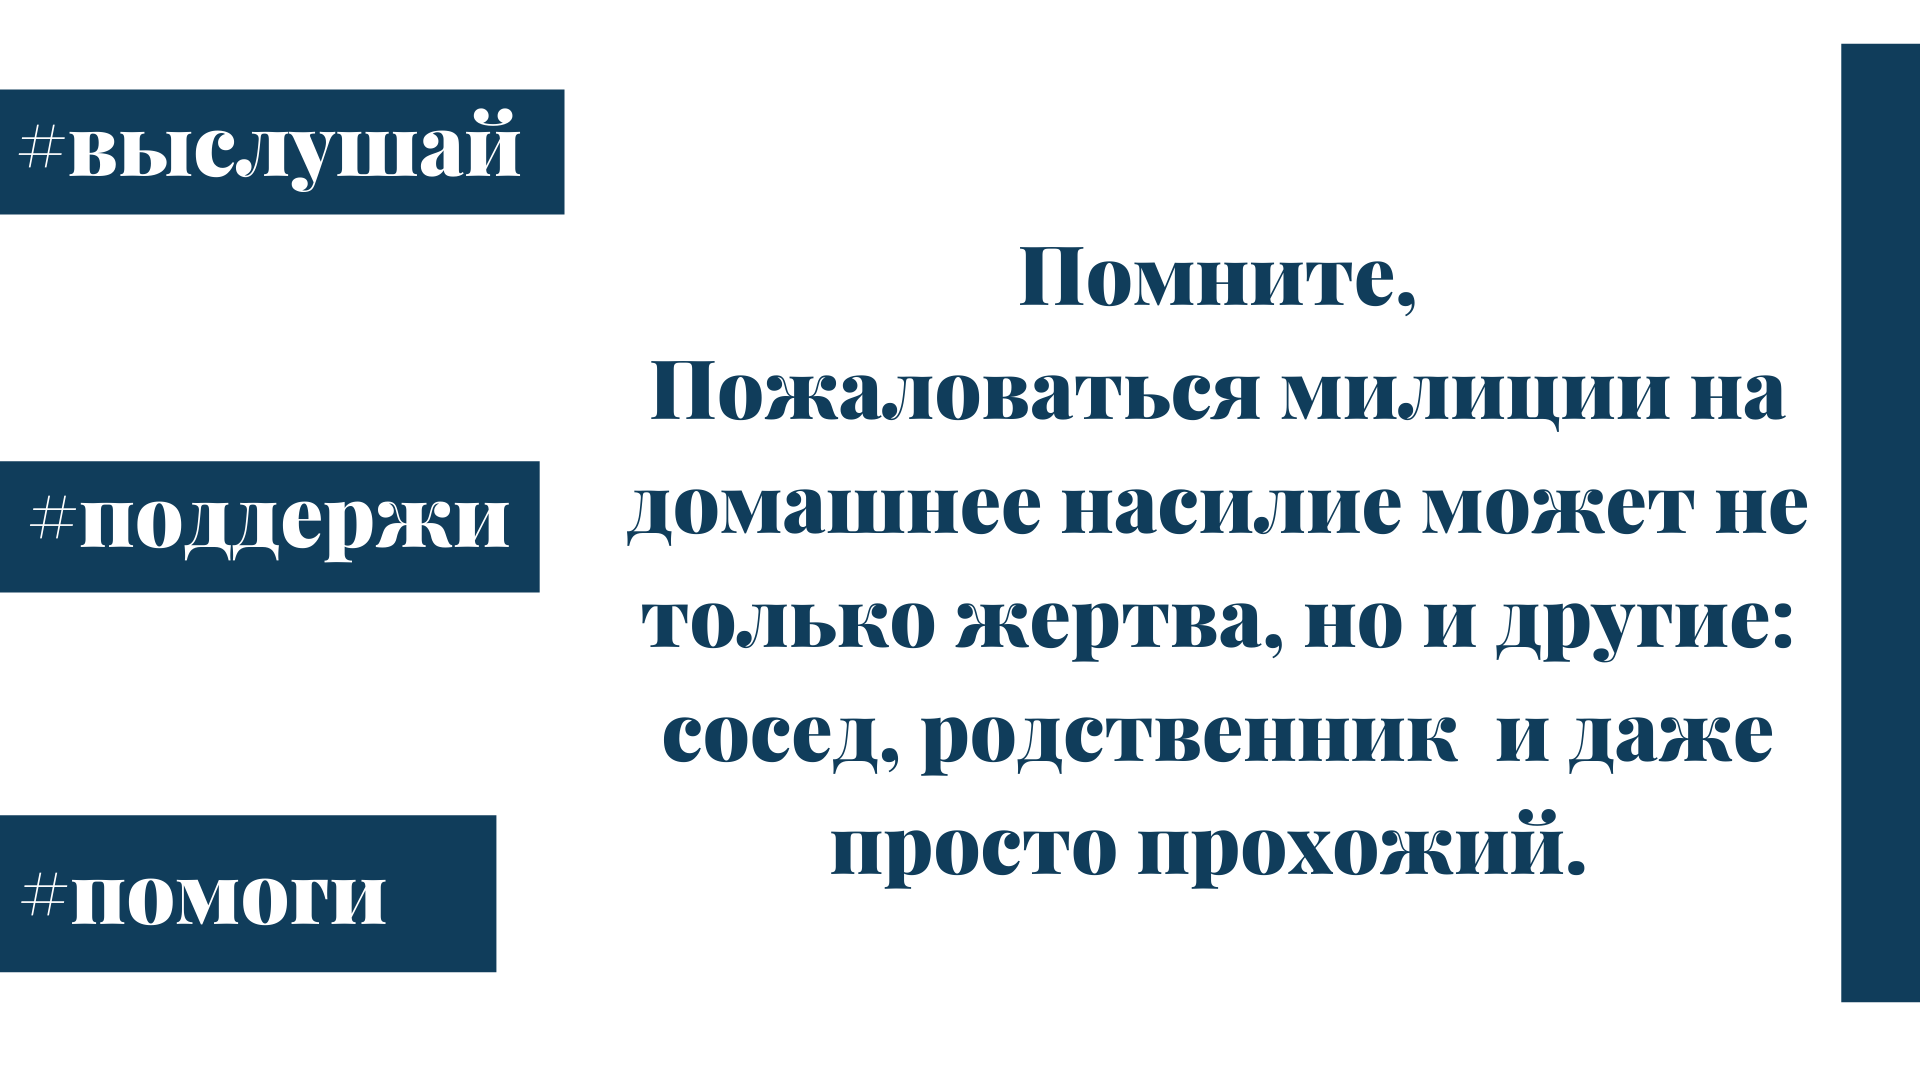 #выслушай
#поддержи
#помоги
Помните,
Пожаловаться милиции на
домашнее насилие может не
только жертва, но и другие:
сосед, родственник  и даже
просто прохожий.